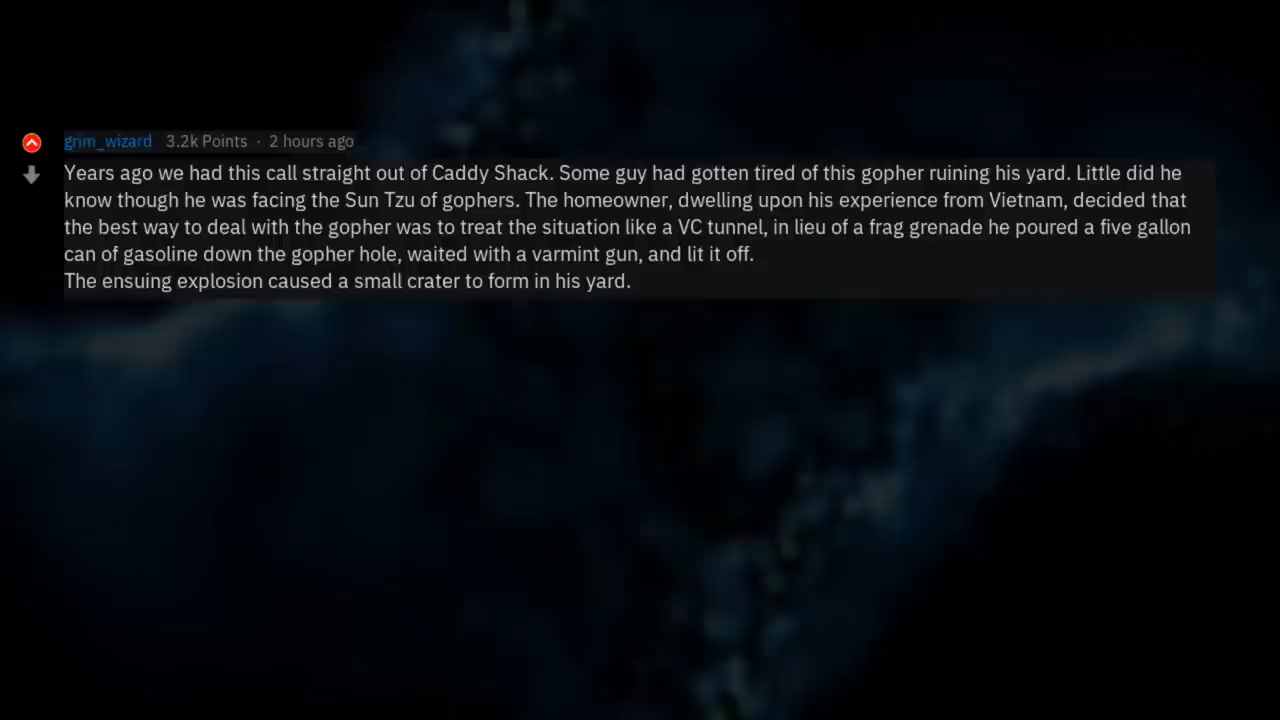 grim_wizard 3.2k Points · 2 hours ago
Years ago we had this call straight out of Caddy Shack. Some guy had gotten tired of this gopher ruining his yard. Little did he
know though he was facing the Sun Tzu of gophers. The homeowner, dwelling upon his experience from Vietnam, decided that
the best way to deal with the gopher was to treat the situation like a VC tunnel, in lieu of a frag grenade he poured a five gallon
can of gasoline down the gopher hole, waited with a varmint gun, and lit it off.
The ensuing explosion caused a small crater to form in his yard.